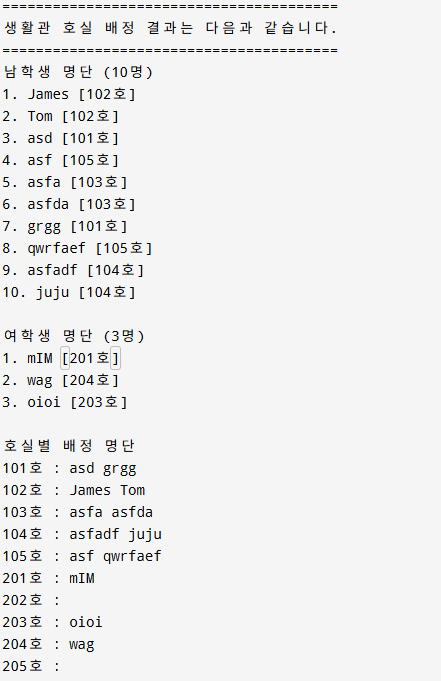 ========================================
생활관 호실 배정 결과는 다음과 같습니다.
========================================
남학생 명단 (10명)
1. James [102호]
2. Tom [102호]
3. asd [101호]
4. asf [105호]
5. asfa [103호]
6. asfda [103호]
7. grgg [101호]
8. qwrfaef [105호]
9. asfadf [104호]
10. juju [104호]
여학생 명단 (3명)
1. mIM [201호]
2. wag [204호]
3. oioi [203호]
호실별 배정 명단
101호 : asd grgg
102호 : James Tom
103호 : asfa asfda
104호 : asfadf juju
105호 : asf qwrfaef
201호 : mIM
202호 :
203호 : oioi
204호 : wag
205호 :